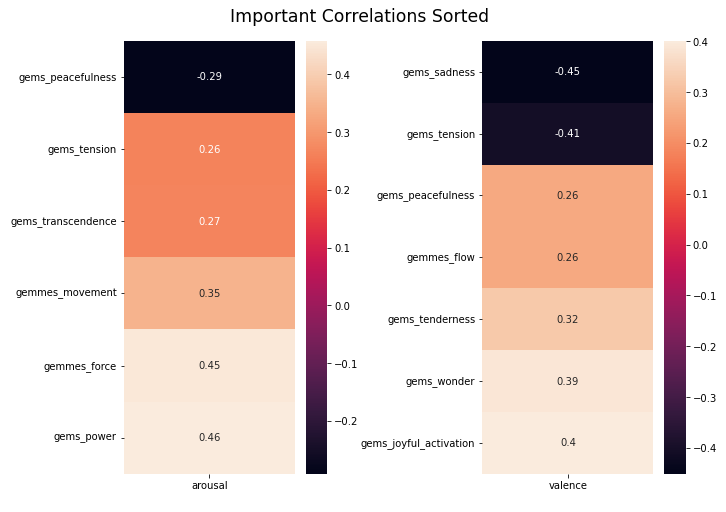 Important Correlations Sorted
gems_peacefulness
-0.29
gems_tension
0.26
gems_transcendence
0.27
gemmes_movement
0.35
gemmes_force
0.45
gems_power
0.46
arousal
0.4
0.3
0.2
0.1
0.0
−0.1
−0.2
gems_sadness
-0.45
gems_tension
-0.41
gems_peacefulness
0.26
gemmes_flow
0.26
gems_tenderness
0.32
gems_wonder
0.39
gems_joyful_activation
0.4
valence
0.4
0.3
0.2
0.1
0.0
−0.1
−0.2
−0.3
−0.4